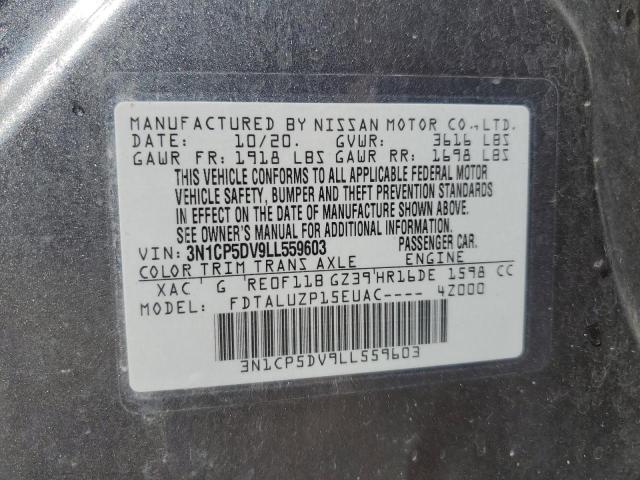 MANUFACTURED BY NISSAN MOTOR CO.,LTD.
DATE: 10/20. GVWR: 3616 LBS
GAWR FR: 1918 LBS GAWR RR: 1698 LBS
THIS VEHICLE CONFORMS TO ALL APPLICABLE FEDERAL MOTOR
VEHICLE SAFETY, BUMPER AND THEFT PREVENTION STANDARDS
IN EFFECT ON THE DATE OF MANUFACTURE SHOWN ABOVE.
SEE OWNER'S MANUAL FOR ADDITIONAL INFORMATION.
VIN: 3N1CP5DV9LL559603 PASSENGER CAR.
COLOR TRIM TRANS AXLE ENGINE
XAC G RE0F11B GZ39 HR16DE 1598 CC
MODEL: FDTALUZP15EUAC---- 4Z000
3N1CP5DV9LL559603